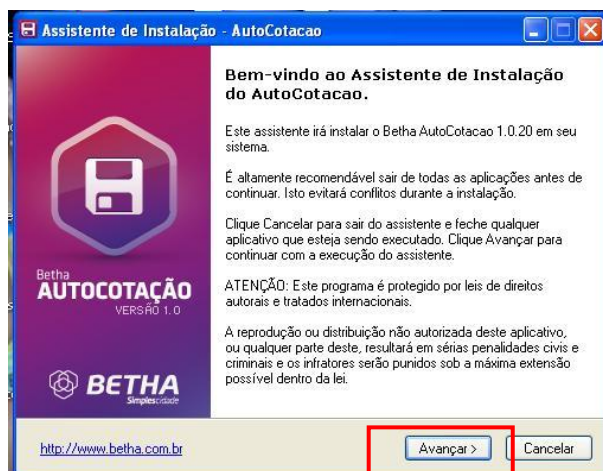 Assistente de Instalação - AutoCotacao
Bem-vindo ao Assistente de Instalação
do AutoCotacao.
Este assistente irá instalar o Betha AutoCotacao 1.0.20 em seu
sistema.
É altamente recomendável sair de todas as aplicações antes de
continuar. Isto evitará conflitos durante a instalação.
Clique Cancelar para sair do assistente e feche qualquer
aplicativo que esteja sendo executado. Clique Avançar para
continuar com a execução do assistente.
ATENÇÃO: Este programa é protegido por leis de direitos
autorais e tratados internacionais.
A reprodução ou distribuição não autorizada deste aplicativo,
ou qualquer parte deste, resultará em sérias penalidades civis e
criminais e os infratores serão punidos sob a máxima extensão
possível dentro da lei.
Betha
AUTOCOTAÇÃO
VERSÃO 1.0
BETHA
Simplescidade
http://www.betha.com.br
Avançar >
Cancelar